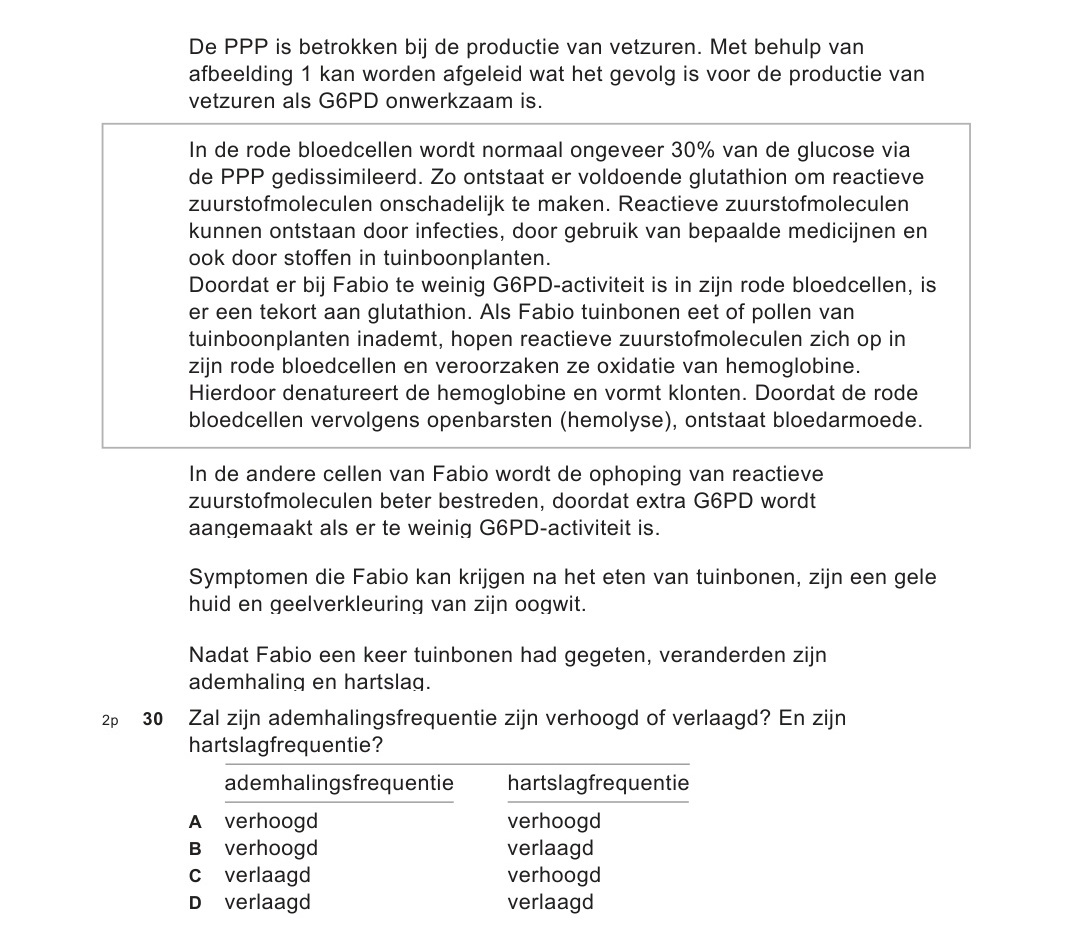 De PPP is betrokken bij de productie van vetzuren. Met behulp van
afbeelding 1 kan worden afgeleid wat het gevolg is voor de productie van
vetzuren als G6PD onwerkzaam is.
In de rode bloedcellen wordt normaal ongeveer 30% van de glucose via
de PPP gedissimileerd. Zo ontstaat er voldoende glutathion om reactieve
zuurstofmoleculen onschadelijk te maken. Reactieve zuurstofmoleculen
kunnen ontstaan door infecties, door gebruik van bepaalde medicijnen en
ook door stoffen in tuinboonplanten.
Doordat er bij Fabio te weinig G6PD-activiteit is in zijn rode bloedcellen, is
er een tekort aan glutathion. Als Fabio tuinbonen eet of pollen van
tuinboonplanten inademt, hopen reactieve zuurstofmoleculen zich op in
zijn rode bloedcellen en veroorzaken ze oxidatie van hemoglobine.
Hierdoor denatureert de hemoglobine en vormt klonten. Doordat de rode
bloedcellen vervolgens openbarsten (hemolyse), ontstaat bloedarmoede.
In de andere cellen van Fabio wordt de ophoping van reactieve
zuurstofmoleculen beter bestreden, doordat extra G6PD wordt
aangemaakt als er te weinig G6PD-activiteit is.
Symptomen die Fabio kan krijgen na het eten van tuinbonen, zijn een gele
huid en geelverkleuring van zijn oogwit.
Nadat Fabio een keer tuinbonen had gegeten, veranderden zijn
ademhaling en hartslag.
2p 30 Zal zijn ademhalingsfrequentie zijn verhoogd of verlaagd? En zijn
hartslagfrequentie?
ademhalingsfrequentie hartslagfrequentie
A verhoogd verhoogd
B verhoogd verlaagd
C verlaagd verhoogd
D verlaagd verlaagd